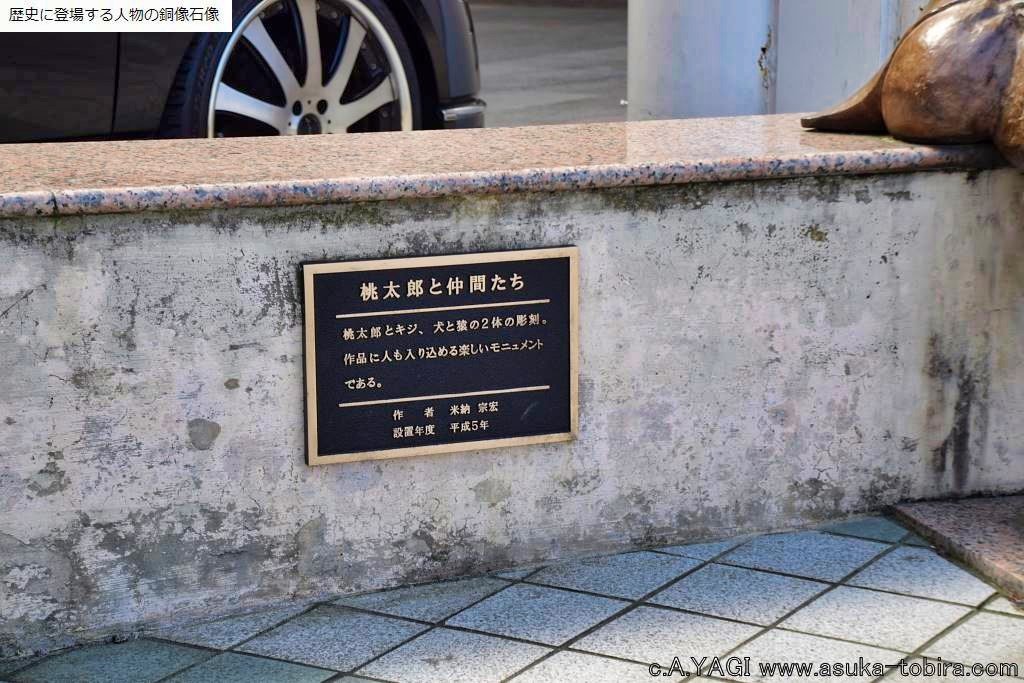 歴史に登場する人物の銅像石像
桃太郎と仲間たち
桃太郎とキジ、犬と猿の2体の彫刻。
作品に人も入り込める楽しいモニュメント
である。
作 者 米納 宗宏
設置年度 平成5年
c.A.YAGI www.asuka-tobira.com